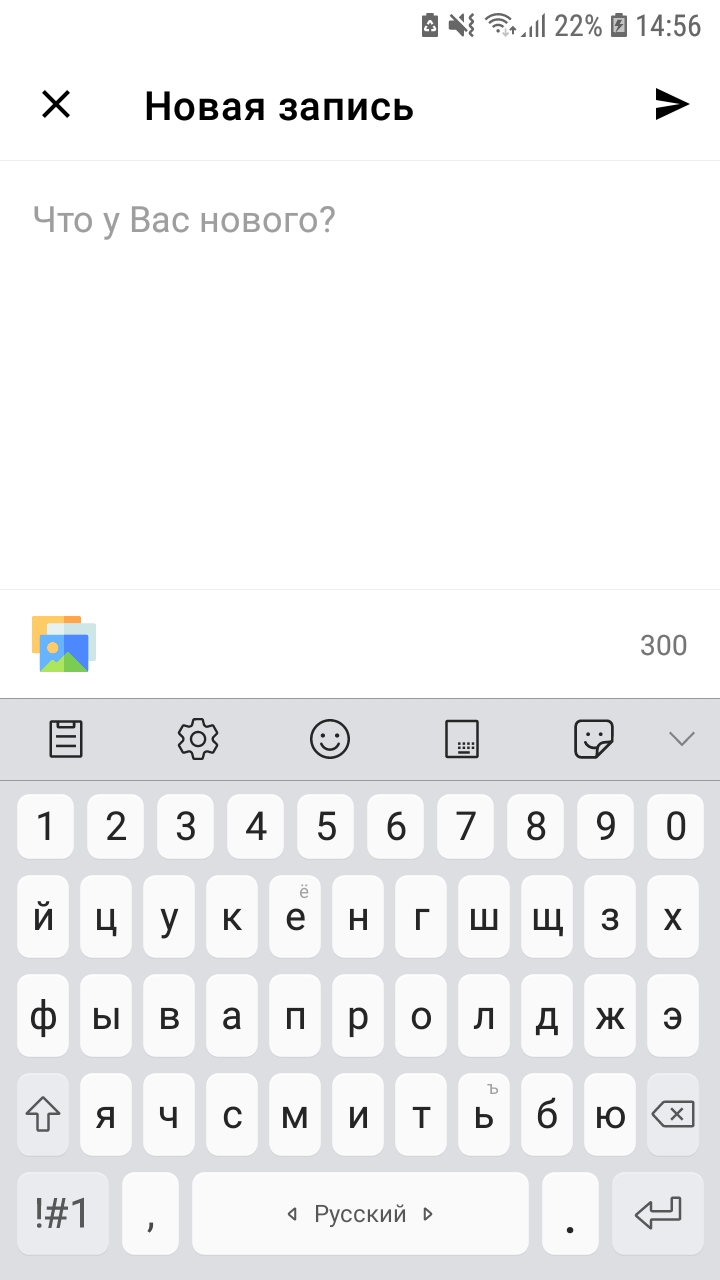 22% 14:56
Новая запись
Что у Вас нового?
300
1 2 3 4 5 6 7 8 9 0
ё
й ц у к е н г ш щ з х
ф ы в а п р о л д ж э
ъ
я ч с м и т ь б ю
!#1 , Русский .